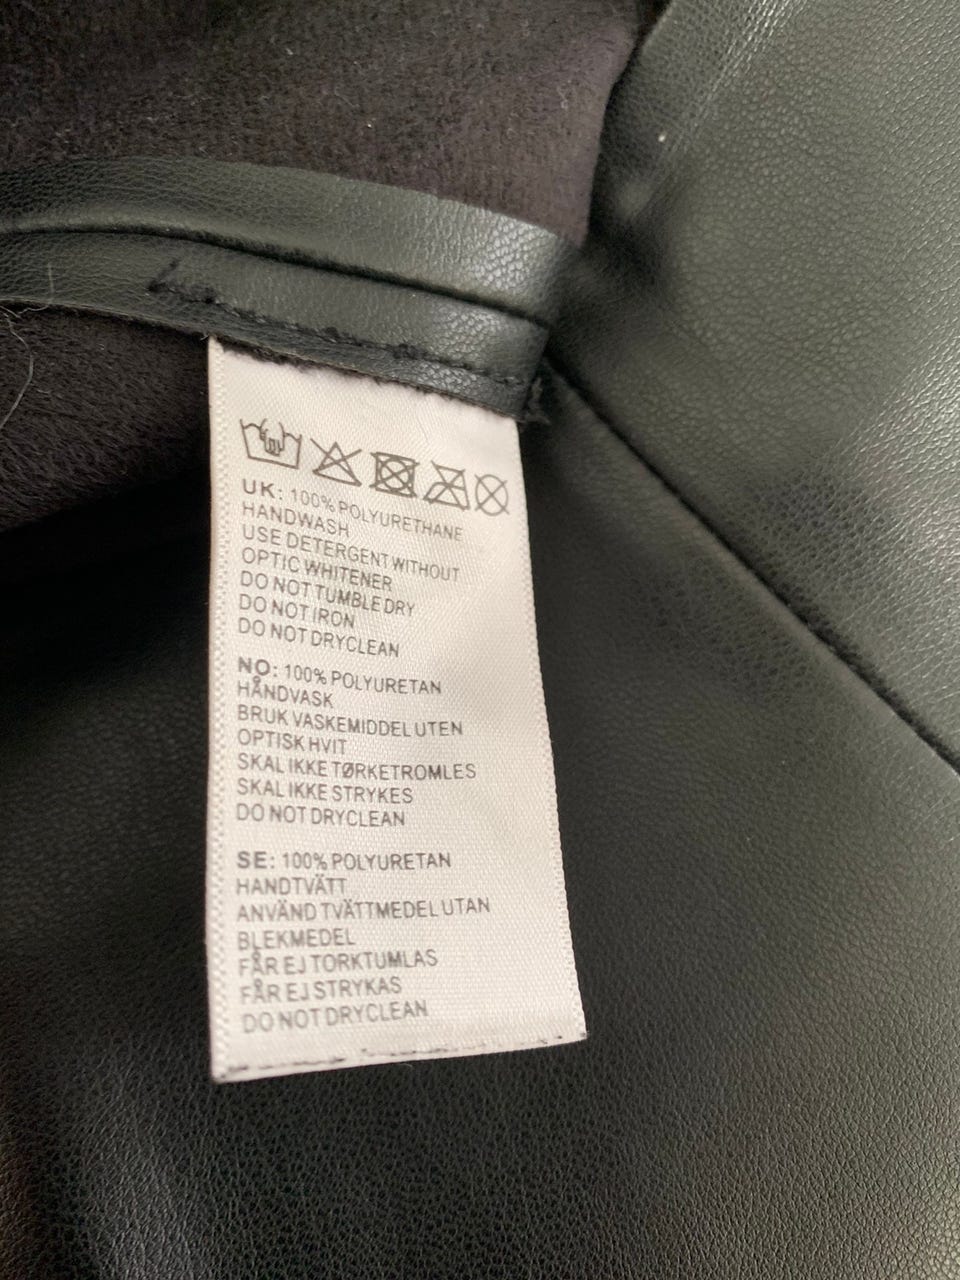 UK: 100% POLYURETHANE
HANDWASH
USE DETERGENT WITHOUT
OPTIC WHITENER
DO NOT TUMBLE DRY
DO NOT IRON
DO NOT DRYCLEAN
NO: 100% POLYURETAN
HÅNDVASK
BRUK VASKEMIDDEL UTEN
OPTISK HVIT
SKAL IKKE TØRKETROMLES
SKAL IKKE STRYKES
DO NOT DRYCLEAN
SE: 100% POLYURETAN
HANDTVÄTT
ANVÄND TVÄTTMEDEL UTAN
BLEKMEDEL
FÅR EJ TORKTUMLAS
FÅR EJ STRYKAS
DO NOT DRYCLEAN